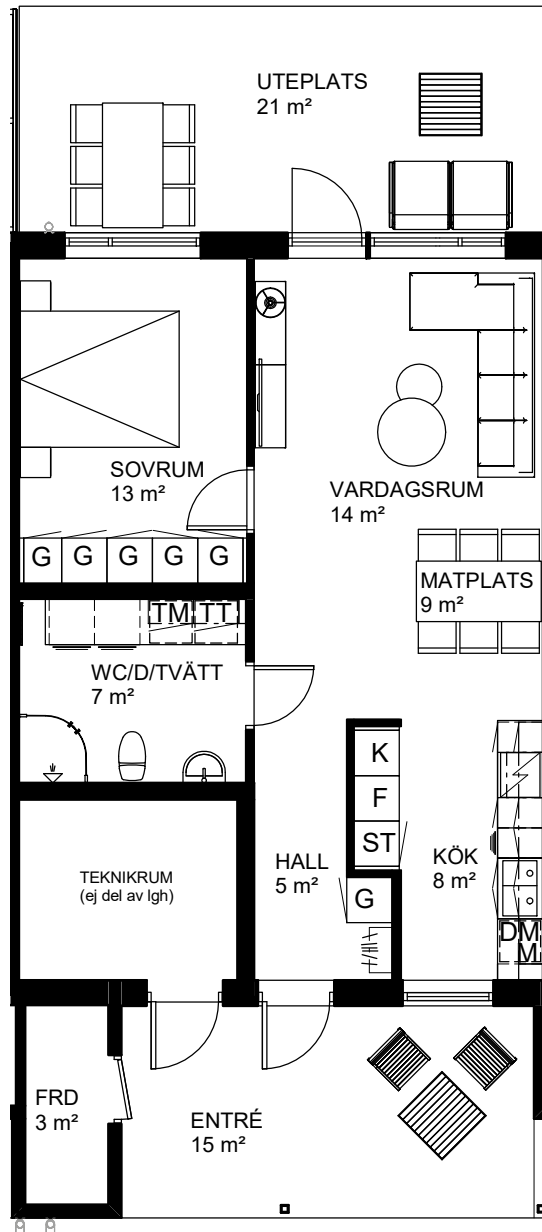 UTEPLATS
21 m²
SOVRUM
13 m²
VARDAGSRUM
14 m²
G G G G G
MATPLATS
9 m²
TM TT
WC/D/TVÄTT
7 m²
K
F
ST
HALL
5 m²
KÖK
8 m²
TEKNIKRUM
(ej del av lgh)
G
DM
M
FRD
3 m²
ENTRÉ
15 m²